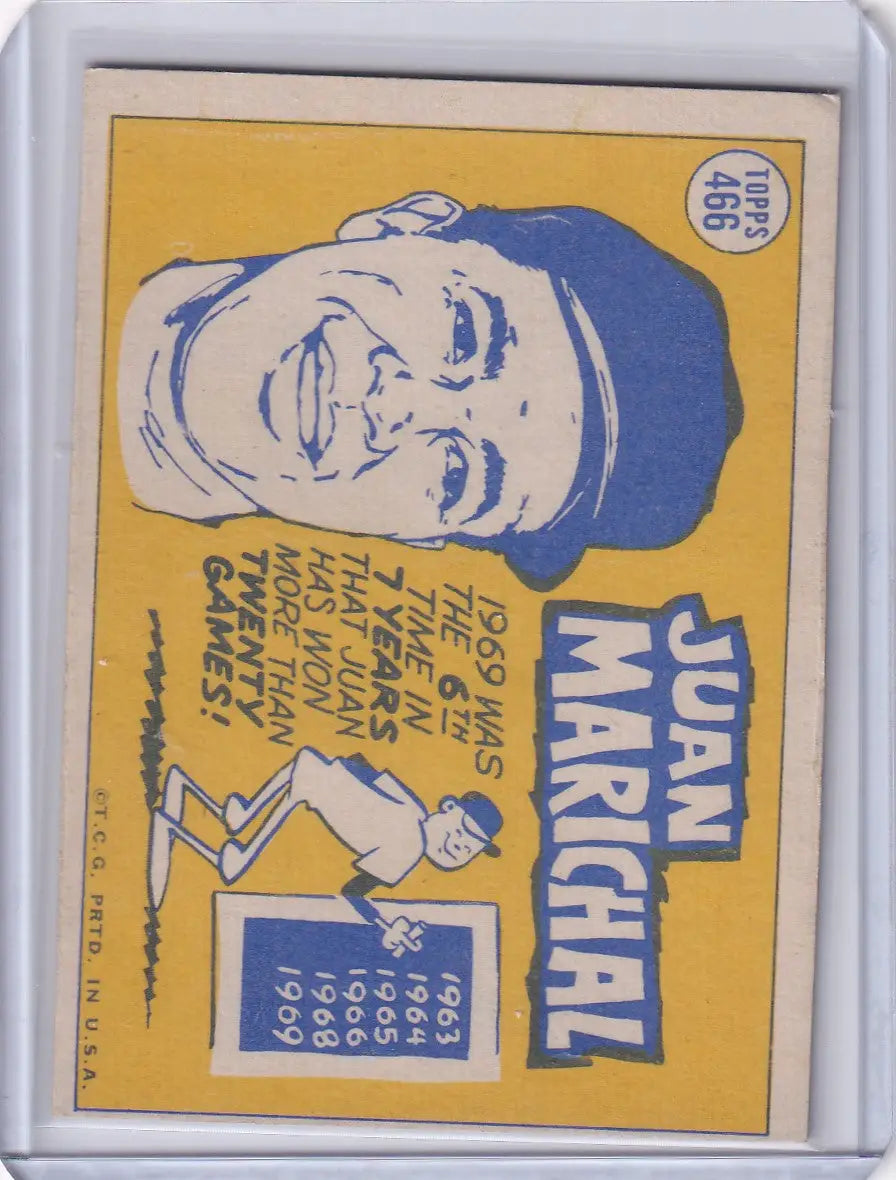 TOPPS
466
JUAN
MARICHAL
1969 WAS
THE 6TH
TIME IN
7 YEARS
THAT JUAN
HAS WON
MORE THAN
TWENTY
GAMES!
1963
1964
1965
1966
1968
1969
©T.C.G. PRTD. IN U.S.A.